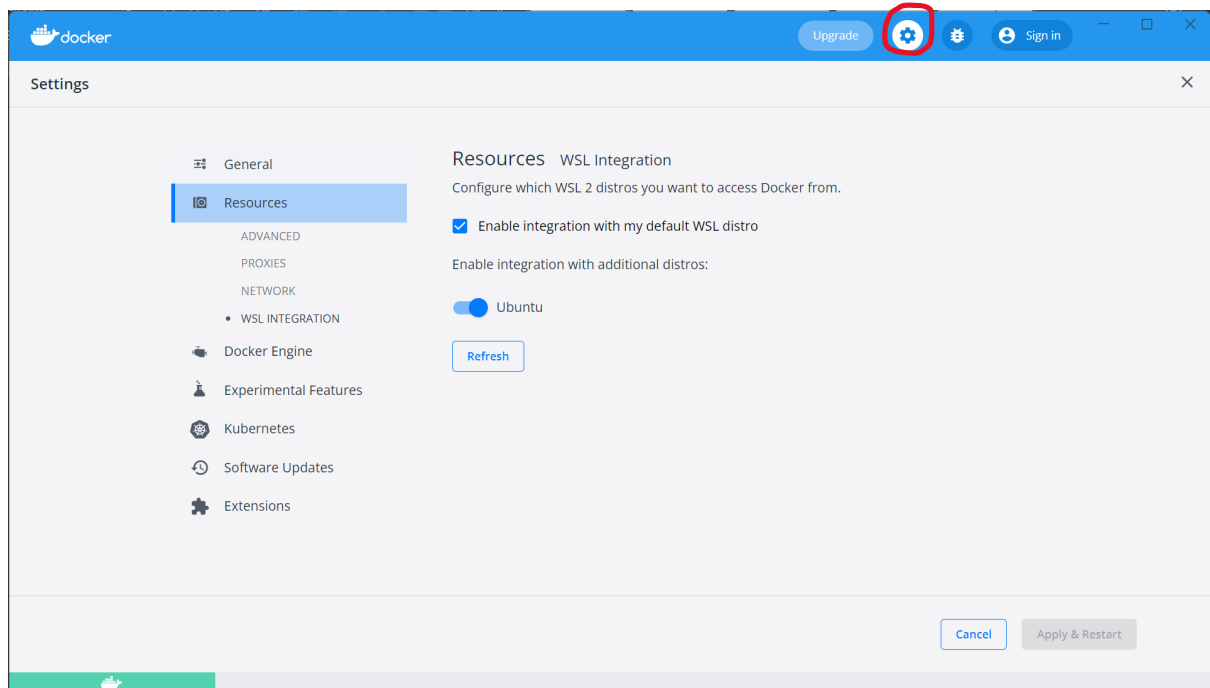 docker
Upgrade
Sign in
Settings
General
Resources
ADVANCED
PROXIES
NETWORK
WSL INTEGRATION
Docker Engine
Experimental Features
Kubernetes
Software Updates
Extensions
Resources WSL Integration
Configure which WSL 2 distros you want to access Docker from.
Enable integration with my default WSL distro
Enable integration with additional distros:
Ubuntu
Refresh
Cancel
Apply & Restart